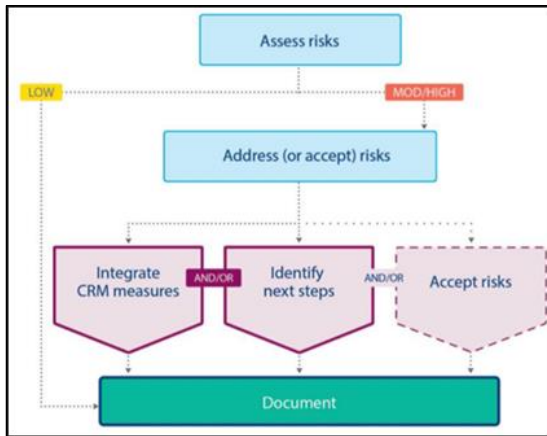 Assess risks
LOW
MOD/HIGH
Address (or accept) risks
Integrate
CRM measures
AND/OR
Identify
next steps
AND/OR
Accept risks
Document